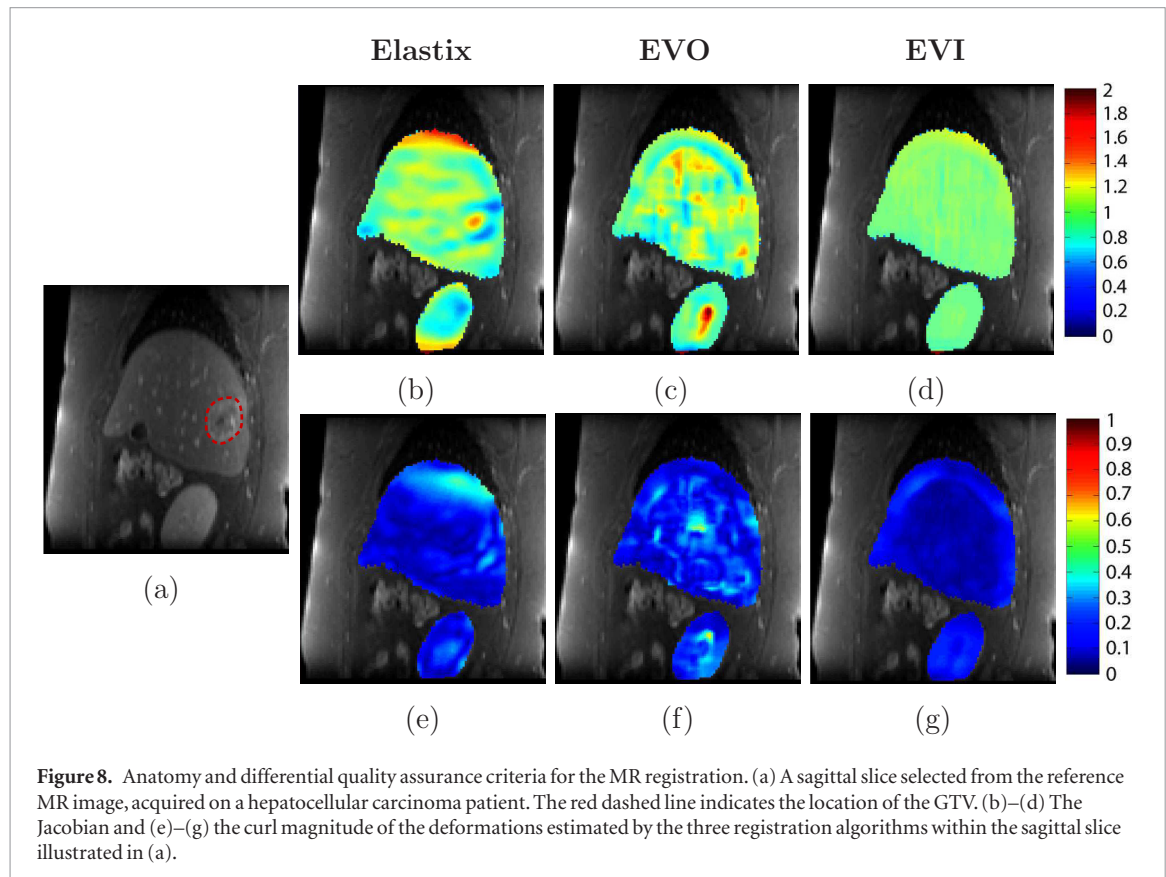 Elastix EVO EVI
2
1.8
1.6
1.4
1.2
1
0.8
0.6
0.4
0.2
0
(b) (c) (d)
1
0.9
0.8
0.7
0.6
0.5
0.4
0.3
0.2
0.1
0
(a)
(e) (f) (g)
Figure 8. Anatomy and differential quality assurance criteria for the MR registration. (a) A sagittal slice selected from the reference
MR image, acquired on a hepatocellular carcinoma patient. The red dashed line indicates the location of the GTV. (b)–(d) The
Jacobian and (e)–(g) the curl magnitude of the deformations estimated by the three registration algorithms within the sagittal slice
illustrated in (a).